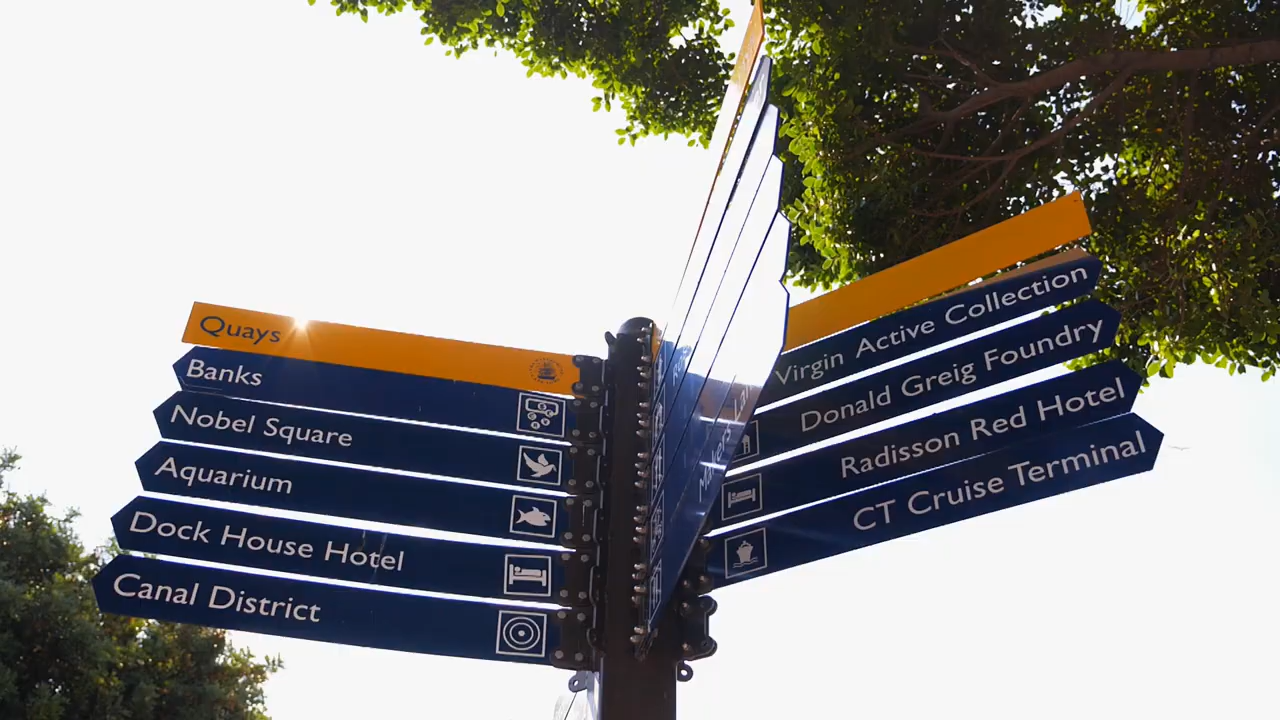 Quays
Banks
Nobel Square
Aquarium
Dock House Hotel
Canal District
Makers
Virgin Active Collection
Donald Greig Foundry
Radisson Red Hotel
CT Cruise Terminal